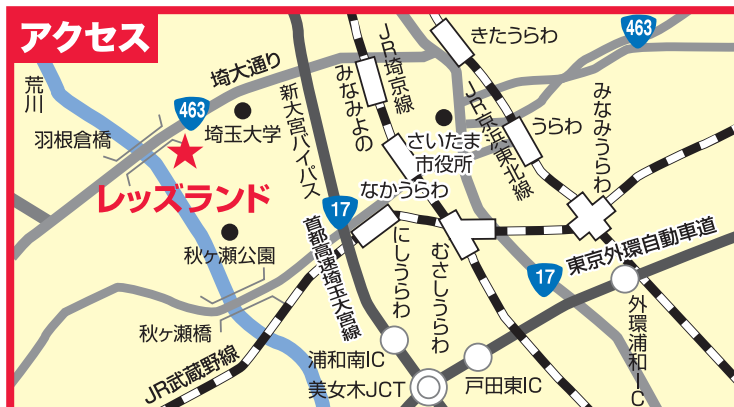 アクセス
荒川
羽根倉橋
463
埼大通り
埼玉大学
レッズランド
秋ヶ瀬公園
秋ヶ瀬橋
JR武蔵野線
新大宮バイパス
17
首都高速埼玉大宮線
JR埼京線
みなみよの
きたうらわ
463
さいたま
市役所
なかうらわ
JR京浜東北線
うらわ
みなみうらわ
にしうらわ
むさしうらわ
17
東京外環自動車道
浦和南IC
美女木JCT
戸田東IC
外環浦和IC